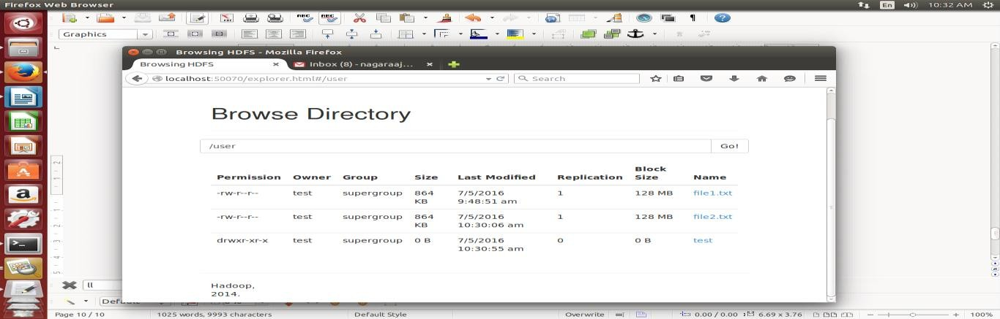 Firefox Web Browser
En
10:32 AM
PDF
ABC
ABC
Graphics
Browsing HDFS - Mozilla Firefox
Browsing HDFS
Inbox (8) - nagaraaj...
localhost:50070/explorer.html#/user
Search
Browse Directory
/user
Go!
Permission Owner Group Size Last Modified Replication Block Size Name
-rw-r--r-- test supergroup 864 KB 7/5/2016 9:48:51 am 1 128 MB file1.txt
-rw-r--r-- test supergroup 864 KB 7/5/2016 10:30:06 am 1 128 MB file2.txt
drwxr-xr-x test supergroup 0 B 7/5/2016 10:30:55 am 0 0 B test
Hadoop,
2014.
ll
Page 10 / 10 1025 words, 9993 characters Default Style Overwrite 0.00 / 0.00 6.69 x 3.76 100%